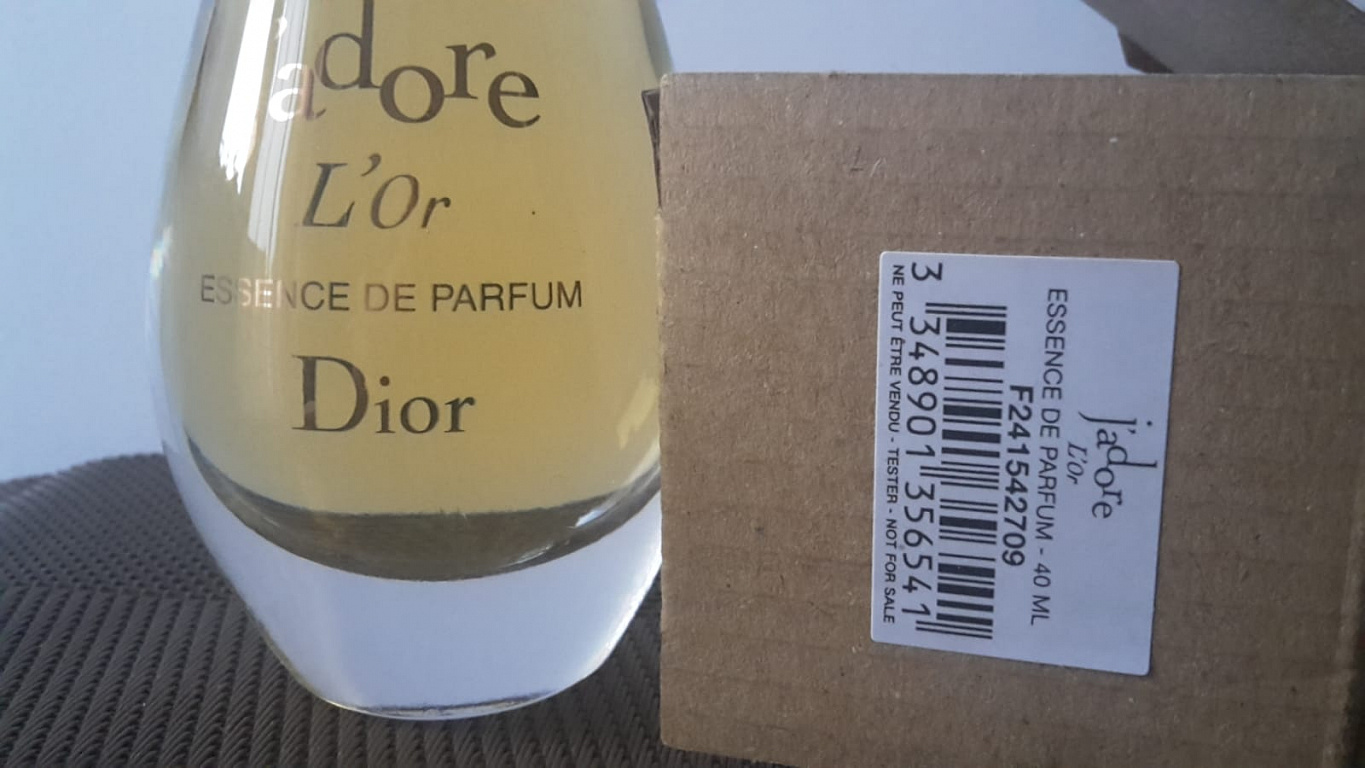 j'adore
L'Or
ESSENCE DE PARFUM
Dior
j'adore
L'Or
ESSENCE DE PARFUM - 40 ML
F241542709
3 348901 356541
NE PEUT ÊTRE VENDU - TESTER - NOT FOR SALE